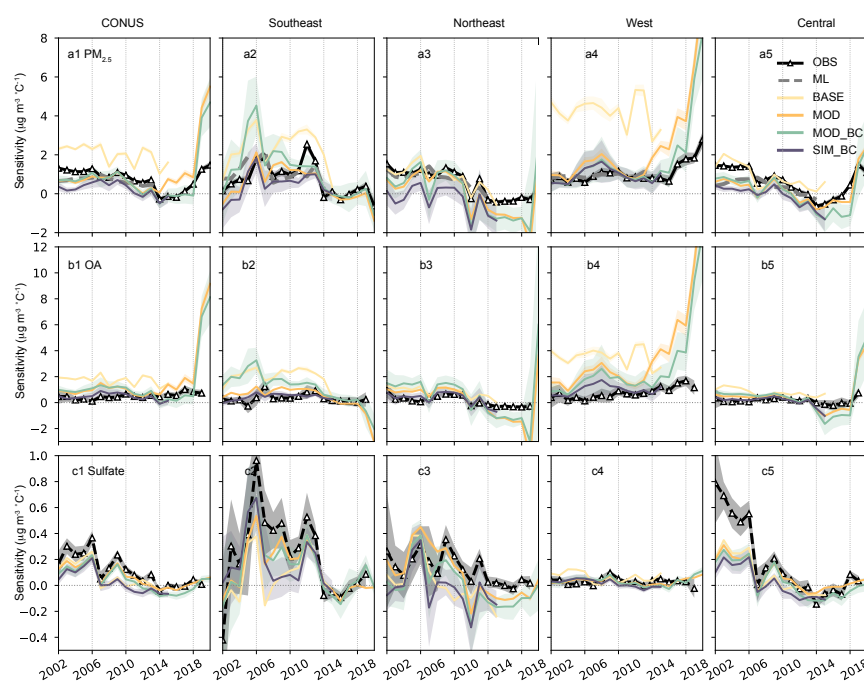 CONUS Southeast Northeast West Central
a1 PM2.5 a2 a3 a4 a5
OBS
ML
BASE
MOD
MOD_BC
SIM_BC
Sensitivity (μg m⁻³ °C⁻¹)
8
6
4
2
0
−2
b1 OA b2 b3 b4 b5
Sensitivity (μg m⁻³ °C⁻¹)
12
10
8
6
4
2
0
−2
c1 Sulfate c2 c3 c4 c5
Sensitivity (μg m⁻³ °C⁻¹)
1.0
0.8
0.6
0.4
0.2
0.0
−0.2
−0.4
2002 2006 2010 2014 2018 2002 2006 2010 2014 2018 2002 2006 2010 2014 2018 2002 2006 2010 2014 2018 2002 2006 2010 2014 2018